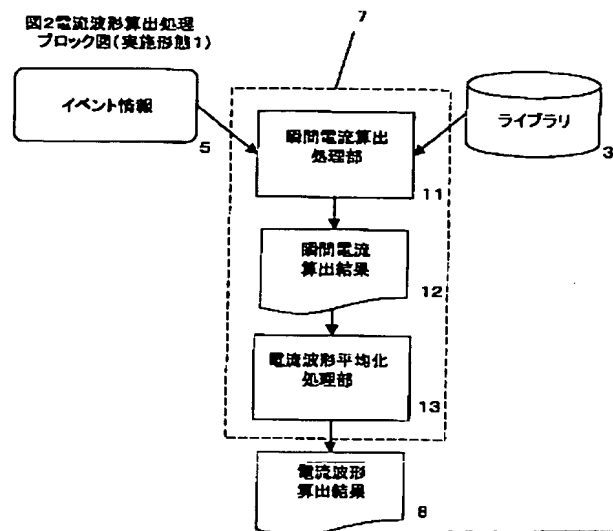 図2電流波形算出処理
ブロック図(実施形態1)
7
イベント情報
5
ライブラリ
3
瞬間電流算出
処理部
11
瞬間電流
算出結果
12
電流波形平均化
処理部
13
電流波形
算出結果
8